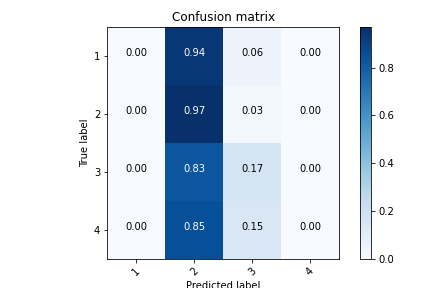 Confusion matrix
1 0.00 0.94 0.06 0.00
2 0.00 0.97 0.03 0.00
3 0.00 0.83 0.17 0.00
4 0.00 0.85 0.15 0.00
True label
1 2 3 4
Predicted label
0.8
0.6
0.4
0.2
0.0